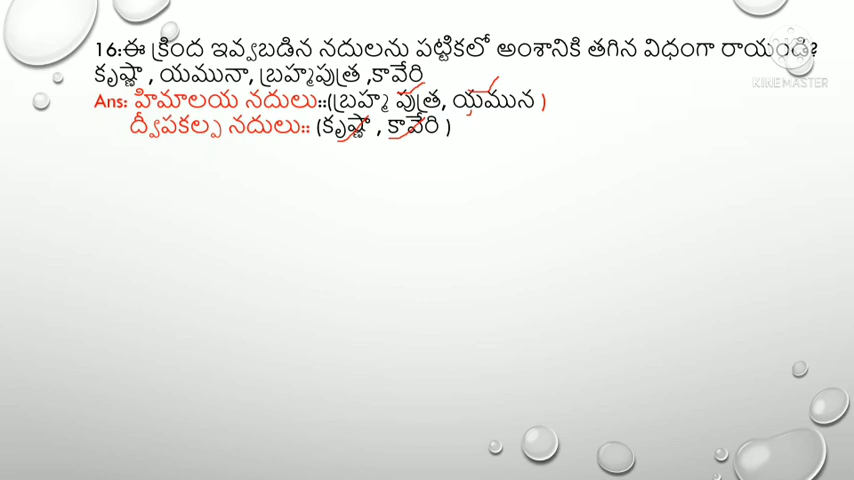 16:ఈ క్రింద ఇవ్వబడిన నదులను పట్టికలో అంశానికి తగిన విధంగా రాయండి?
కృష్ణా , యమునా, బ్రహ్మపుత్ర ,కావేరి
Ans: హిమాలయ నదులు::(బ్రహ్మ పుత్ర, యమున )
ద్వీపకల్ప నదులు:: (కృష్ణా , కావేరి )
KINEMASTER